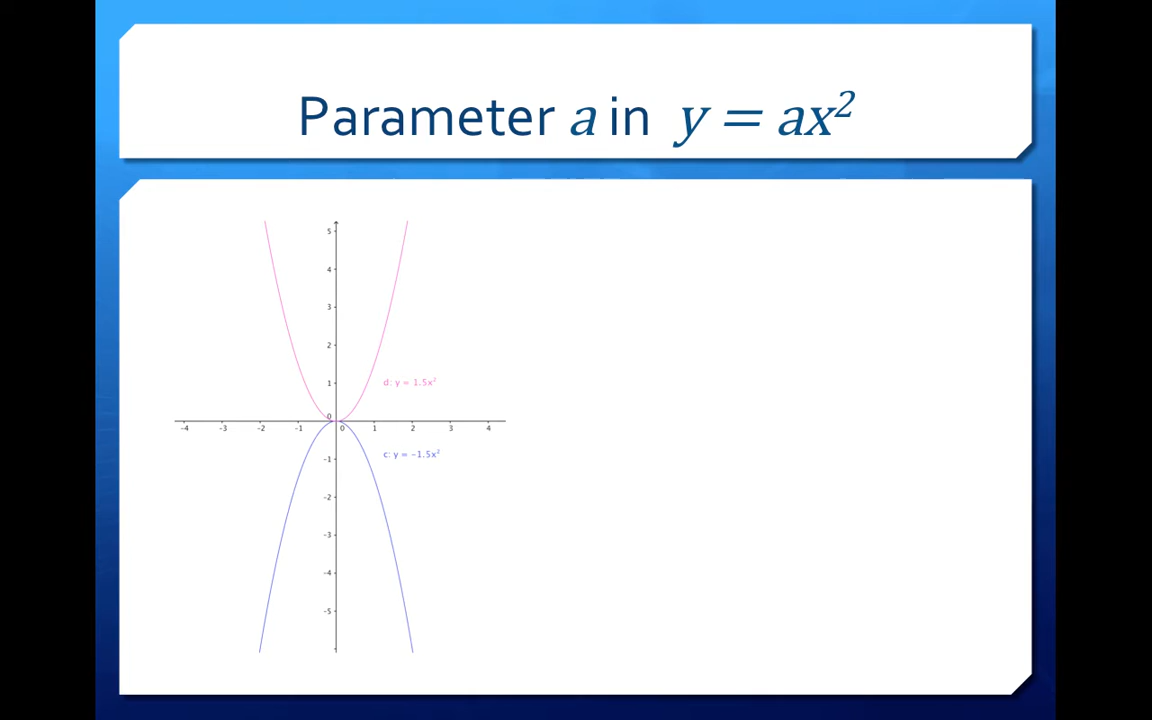 Parameter a in y = ax²
5
4
3
2
1
d: y = 1.5x²
0
-4 -3 -2 -1 0 1 2 3 4
-1
c: y = −1.5x²
-2
-3
-4
-5